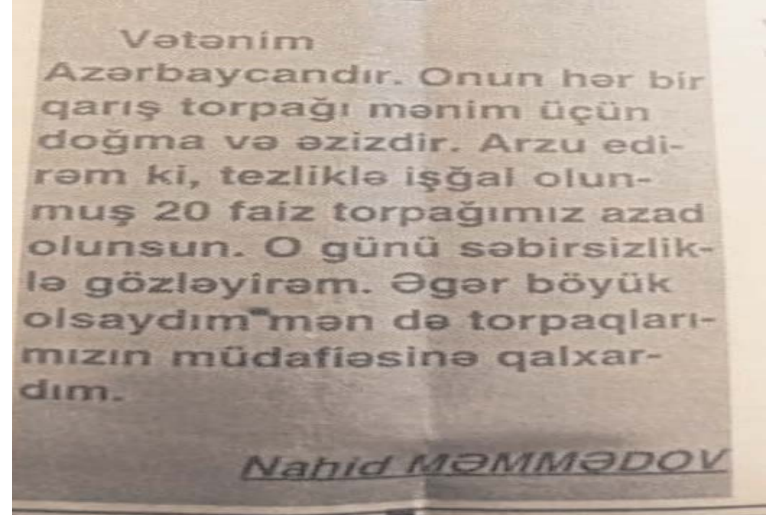 Vətənim
Azərbaycandır. Onun hər bir
qarış torpağı mənim üçün
doğma və əzizdir. Arzu edi-
rəm ki, tezliklə işğal olun-
muş 20 faiz torpağımız azad
olunsun. O günü səbirsizlik-
lə gözləyirəm. Əgər böyük
olsaydım mən də torpaqları-
mızın müdafiəsinə qalxar-
dım.
Nahid MƏMMƏDOV